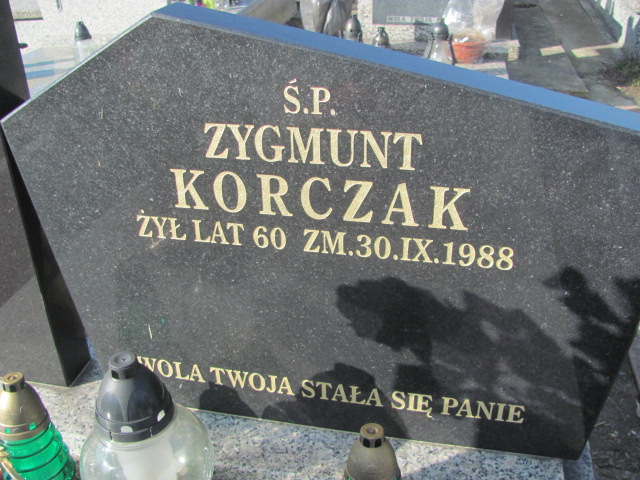 Ś.P.
ZYGMUNT
KORCZAK
ŻYŁ LAT 60 ZM.30.IX.1988
WOLA TWOJA STAŁA SIĘ PANIE